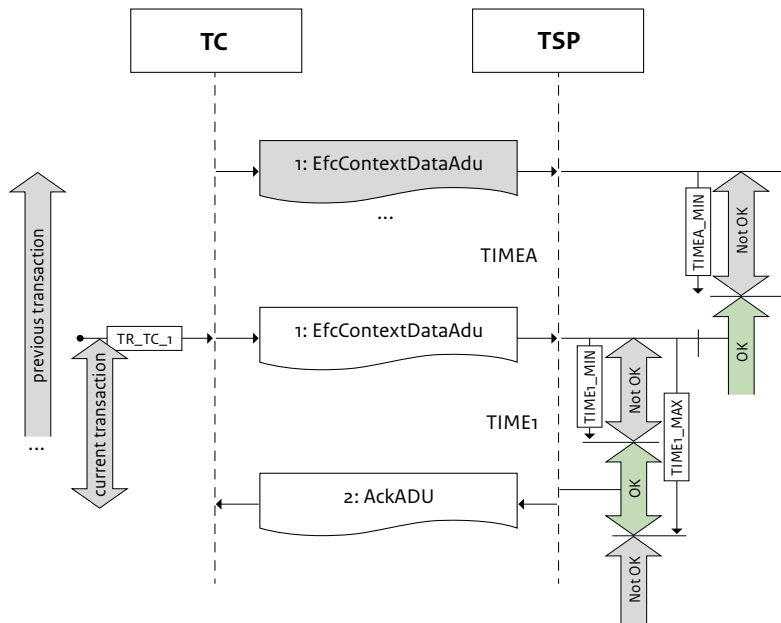 TC
TSP
1: EfcContextDataAdu
...
TIMEA
TIMEA_MIN
Not OK
OK
previous transaction
...
TR_TC_1
1: EfcContextDataAdu
current transaction
TIME1
TIME1_MIN
Not OK
TIME1_MAX
OK
2: AckADU
Not OK